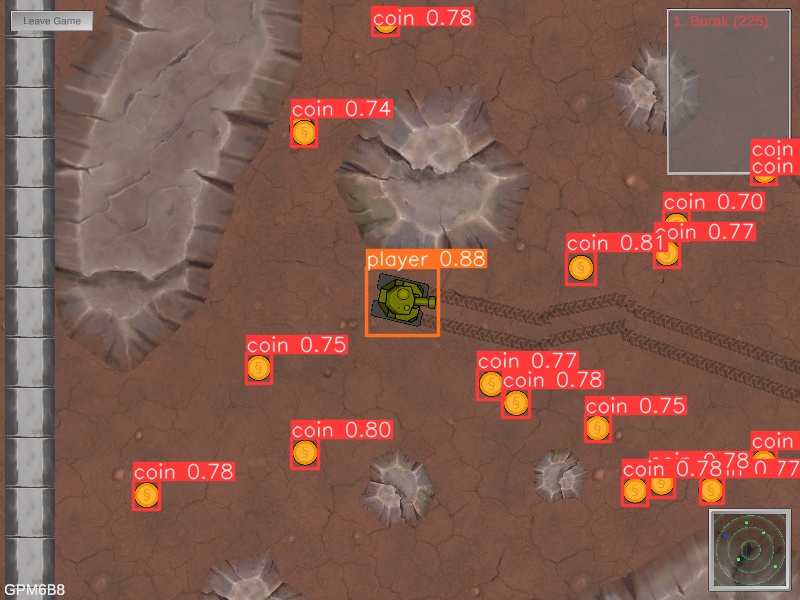 Leave Game
coin 0.78
1. Burak (225)
coin 0.74
coin
coin
coin 0.70
coin 0.77
coin 0.81
player 0.88
coin 0.75
coin 0.77
coin 0.78
coin 0.75
coin 0.80
coin
coin 0.78
coin 0.78
0.78
0.77
GPM6B8